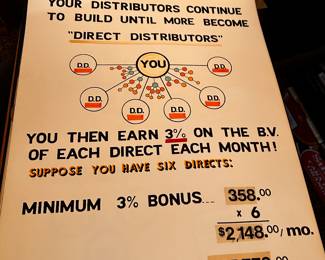 YOUR DISTRIBUTORS CONTINUE
TO BUILD UNTIL MORE BECOME
"DIRECT DISTRIBUTORS"
YOU
D.D.
D.D.
D.D.
D.D.
D.D.
D.D.
YOU THEN EARN 3% ON THE B.V.
OF EACH DIRECT EACH MONTH!
SUPPOSE YOU HAVE SIX DIRECTS:
MINIMUM 3% BONUS... 358.00
x 6
$2,148.00/mo.